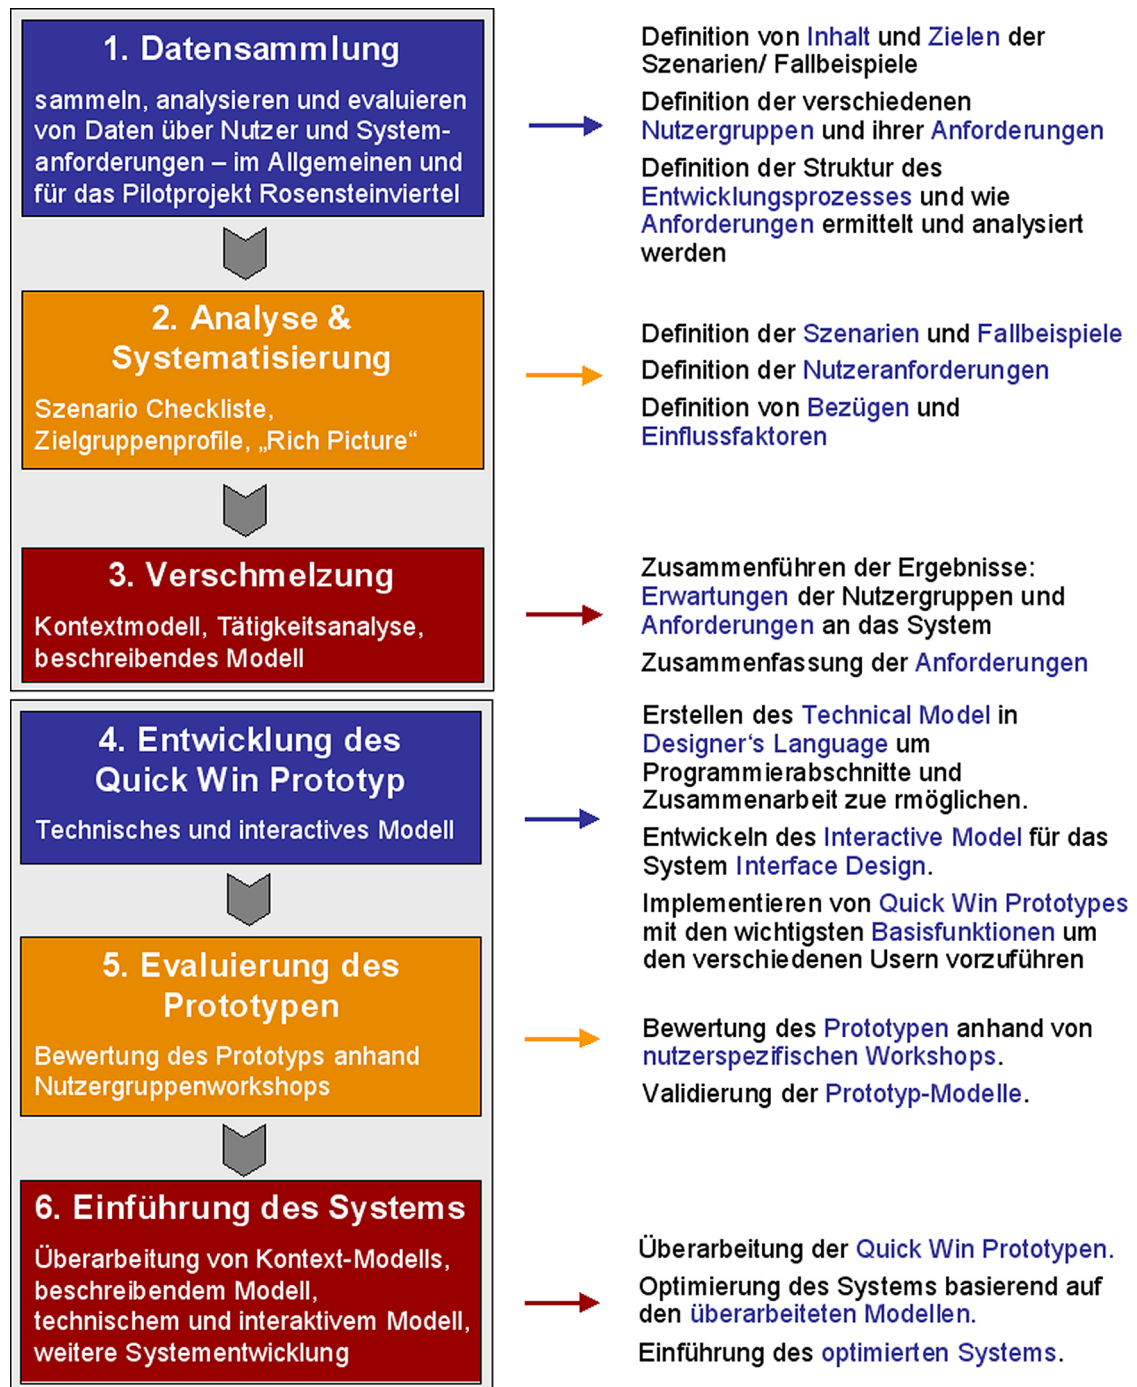 1. Datensammlung
sammeln, analysieren und evaluieren
von Daten über Nutzer und System-
anforderungen – im Allgemeinen und
für das Pilotprojekt Rosensteinviertel
Definition von Inhalt und Zielen der
Szenarien/ Fallbeispiele
Definition der verschiedenen
Nutzergruppen und ihrer Anforderungen
Definition der Struktur des
Entwicklungsprozesses und wie
Anforderungen ermittelt und analysiert
werden
2. Analyse &
Systematisierung
Szenario Checkliste,
Zielgruppenprofile, „Rich Picture“
Definition der Szenarien und Fallbeispiele
Definition der Nutzeranforderungen
Definition von Bezügen und
Einflussfaktoren
3. Verschmelzung
Kontextmodell, Tätigkeitsanalyse,
beschreibendes Modell
Zusammenführen der Ergebnisse:
Erwartungen der Nutzergruppen und
Anforderungen an das System
Zusammenfassung der Anforderungen
4. Entwicklung des
Quick Win Prototyp
Technisches und interactives Modell
Erstellen des Technical Model in
Designer‘s Language um
Programmierabschnitte und
Zusammenarbeit zue rmöglichen.
Entwickeln des Interactive Model für das
System Interface Design.
Implementieren von Quick Win Prototypes
mit den wichtigsten Basisfunktionen um
den verschiedenen Usern vorzuführen
5. Evaluierung des
Prototypen
Bewertung des Prototyps anhand
Nutzergruppenworkshops
Bewertung des Prototypen anhand von
nutzerspezifischen Workshops.
Validierung der Prototyp-Modelle.
6. Einführung des Systems
Überarbeitung von Kontext-Modells,
beschreibendem Modell,
technischem und interaktivem Modell,
weitere Systementwicklung
Überarbeitung der Quick Win Prototypen.
Optimierung des Systems basierend auf
den überarbeiteten Modellen.
Einführung des optimierten Systems.